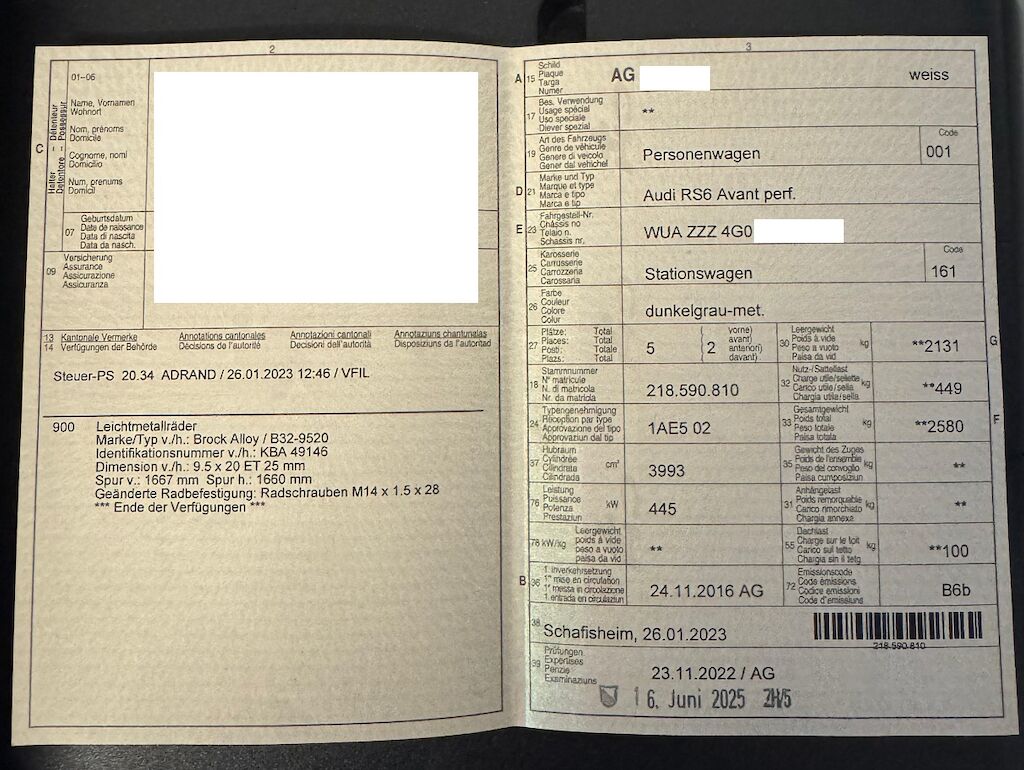 2
01–06
Name, Vornamen
Wohnort
Nom, prénoms
Domicile
Cognome, nomi
Domicilio
Num, prenums
Domicil
C
Halter Détenteur
Detentore Possessur
07
Geburtsdatum
Date de naissance
Data di nascita
Data da nasch.
09
Versicherung
Assurance
Assicurazione
Assicuranza
13 Kantonale Vermerke Annotations cantonales Annotazioni cantonali Annotaziuns chantunalas
14 Verfügungen der Behörde Décisions de l'autorité Decisioni dell'autorità Disposiziuns da l'autoritad
Steuer-PS 20.34 ADRAND / 26.01.2023 12:46 / VFIL
900 Leichtmetallräder
Marke/Typ v./h.: Brock Alloy / B32-9520
Identifikationsnummer v./h.: KBA 49146
Dimension v./h.: 9.5 x 20 ET 25 mm
Spur v.: 1667 mm Spur h.: 1660 mm
Geänderte Radbefestigung: Radschrauben M14 x 1.5 x 28
*** Ende der Verfügungen ***
3
A 15
Schild
Plaque
Targa
Numer
AG weiss
17
Bes. Verwendung
Usage spécial
Uso speciale
Diever spezial
**
19
Art des Fahrzeugs
Genre de véhicule
Genere di veicolo
Gener dal vehichel
Personenwagen
Code
001
D 21
Marke und Typ
Marque et type
Marca e tipo
Marca e tip
Audi RS6 Avant perf.
E 23
Fahrgestell-Nr.
Châssis no
Telaio n.
Schassis nr.
WUA ZZZ 4G0
25
Karosserie
Carrosserie
Carrozzeria
Carossaria
Stationswagen
Code
161
26
Farbe
Couleur
Colore
Colur
dunkelgrau-met.
27
Plätze: Total
Places: Total
Posti: Totale
Plazs: Total
5
( vorne)
avant)
anteriori)
davant)
2
30
Leergewicht
Poids à vide
Peso a vuoto
Paisa da vid
kg
**2131
G
18
Stammnummer
N° matricule
N. di matricola
Nr. da matricla
218.590.810
32
Nutz-/Sattellast
Charge utile/sellette
Carico utile/sella
Chargia utila/sella
kg
**449
24
Typengenehmigung
Réception par type
Approvazione del tipo
Approvaziun dal tip
1AE5 02
33
Gesamtgewicht
Poids total
Peso totale
Paisa totala
kg
**2580
F
37
Hubraum
Cylindrée
Cilindrata
Cilindrada
cm³
3993
35
Gewicht des Zuges
Poids de l'ensemble
Peso del convoglio
Paisa cumposiziun
kg
**
76
Leistung
Puissance
Potenza
Prestaziun
kW
445
31
Anhängelast
Poids remorquable
Carico rimorchiato
Chargia annexa
kg
**
78 kW/kg
Leergewicht
poids à vide
peso a vuoto
paisa da vid
**
55
Dachlast
Charge sur le toit
Carico sul tetto
Chargia sin il tetg
kg
**100
B 36
1. Inverkehrsetzung
1re mise en circulation
1a messa in circolazione
1. entrada en circulaziun
24.11.2016 AG
72
Emissionscode
Code émissions
Codice emissioni
Code d'emissiuns
B6b
38
Schafisheim, 26.01.2023
218.590.810
39
Prüfungen
Expertises
Perizie
Examinaziuns
23.11.2022 / AG
16. Juni 2025 ZH/5